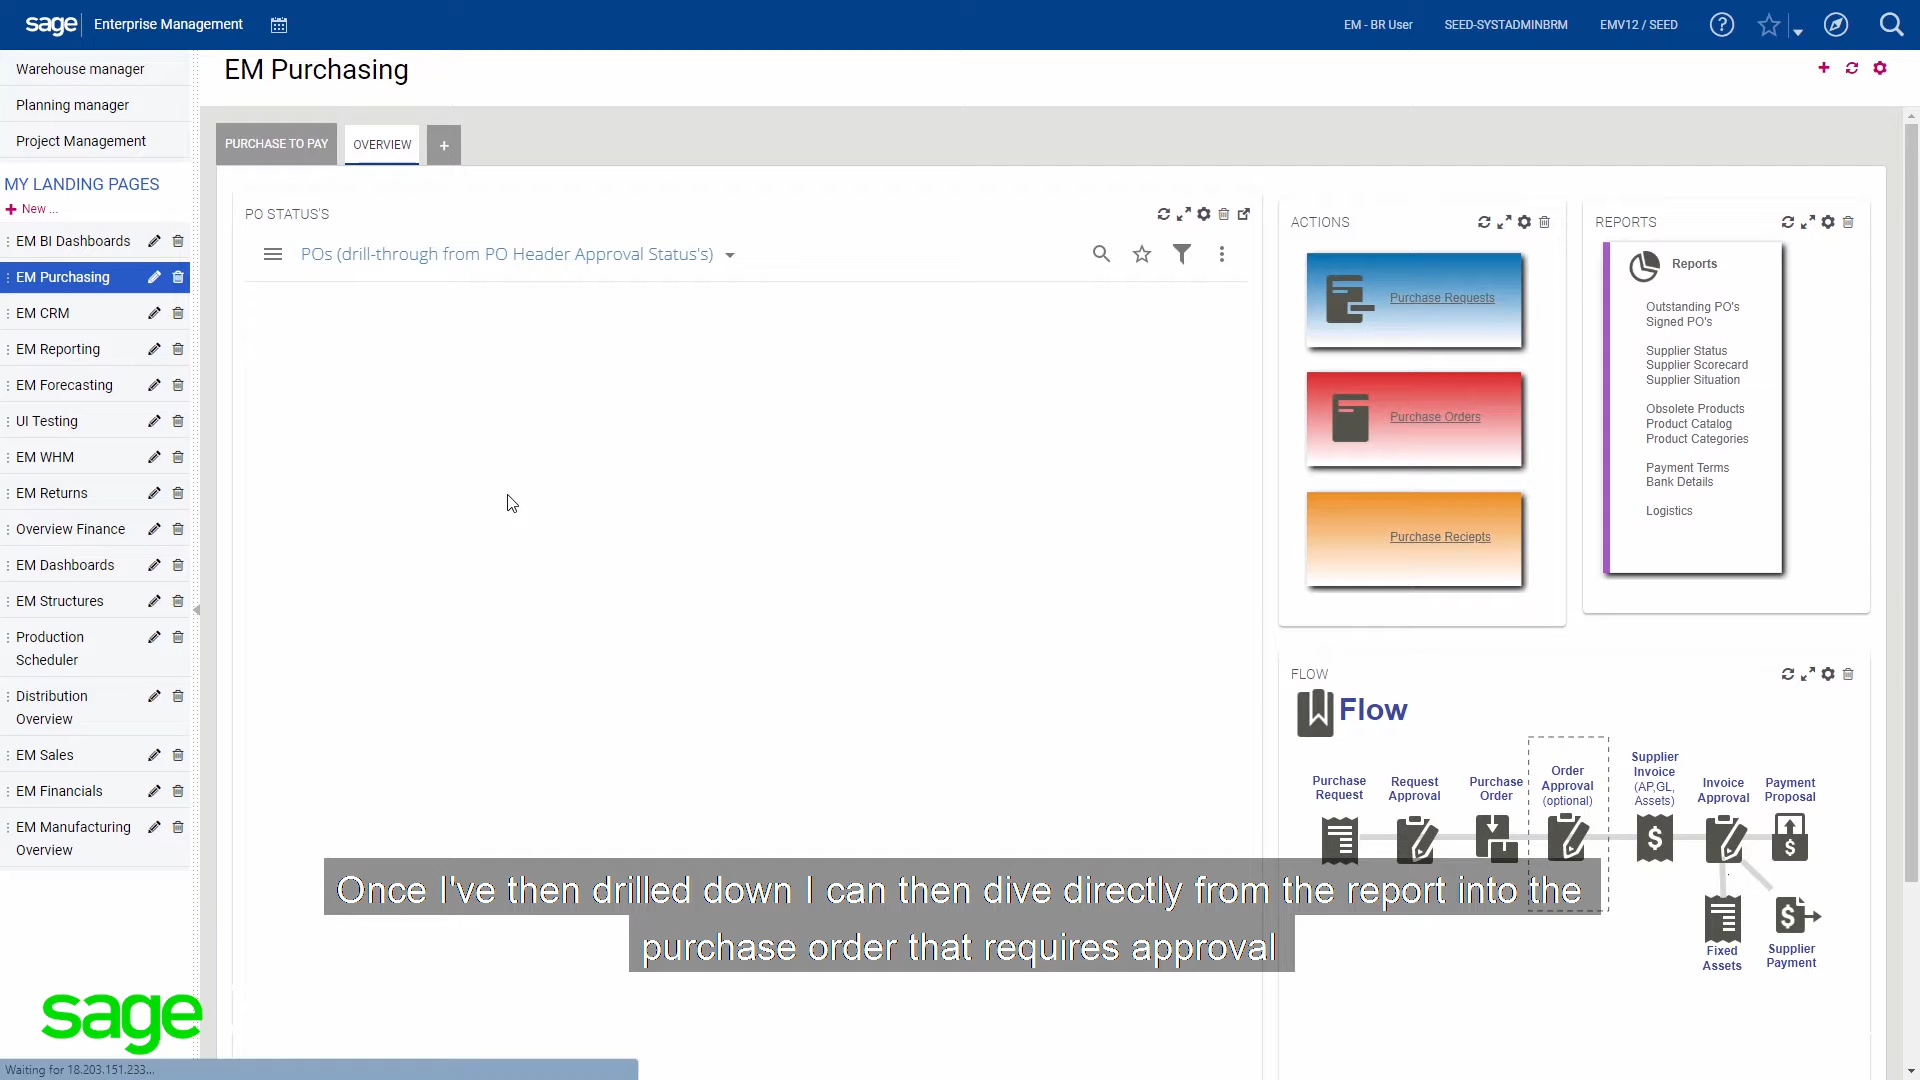 sage
Enterprise Management
EM - BR User
SEED-SYSTADMINBRM
EMV12 / SEED
Warehouse manager
Planning manager
Project Management
MY LANDING PAGES
New ...
EM BI Dashboards
EM Purchasing
EM CRM
EM Reporting
EM Forecasting
UI Testing
EM WHM
EM Returns
Overview Finance
EM Dashboards
EM Structures
Production
Scheduler
Distribution
Overview
EM Sales
EM Financials
EM Manufacturing
Overview
sage
Waiting for 18.203.151.233...
EM Purchasing
PURCHASE TO PAY
OVERVIEW
+
PO STATUS'S
POs (drill-through from PO Header Approval Status's)
ACTIONS
Purchase Requests
Purchase Orders
Purchase Reciepts
REPORTS
Reports
Outstanding PO's
Signed PO's
Supplier Status
Supplier Scorecard
Supplier Situation
Obsolete Products
Product Catalog
Product Categories
Payment Terms
Bank Details
Logistics
FLOW
Flow
Purchase
Request
Request
Approval
Purchase
Order
Order
Approval
(optional)
Supplier
Invoice
(AP,GL,
Assets)
Invoice
Approval
Payment
Proposal
Fixed
Assets
Supplier
Payment
Once I've then drilled down I can then dive directly from the report into the
purchase order that requires approval